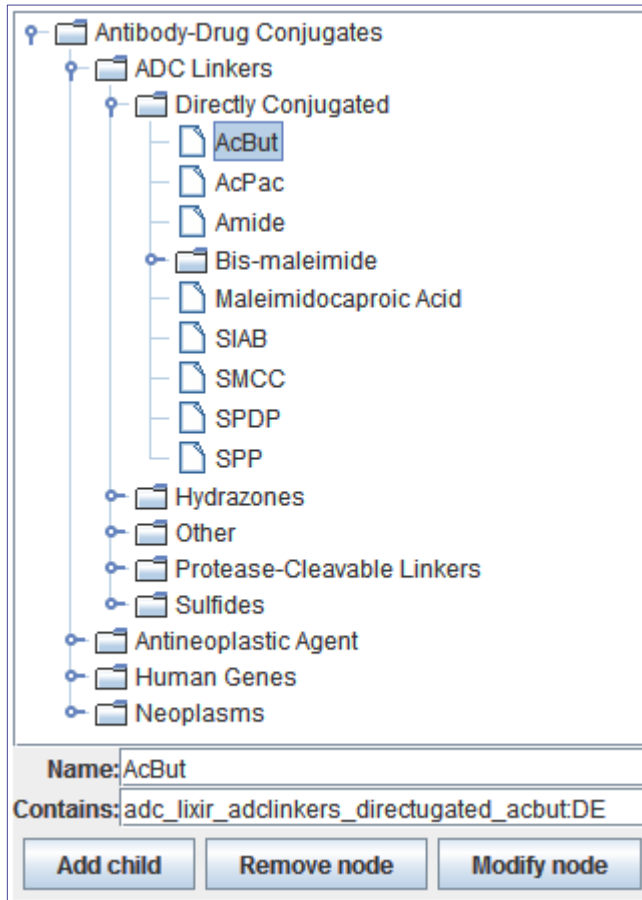 Antibody-Drug Conjugates
ADC Linkers
Directly Conjugated
AcBut
AcPac
Amide
Bis-maleimide
Maleimidocaproic Acid
SIAB
SMCC
SPDP
SPP
Hydrazones
Other
Protease-Cleavable Linkers
Sulfides
Antineoplastic Agent
Human Genes
Neoplasms
Name: AcBut
Contains: adc_lixir_adclinkers_directugated_acbut:DE
Add child Remove node Modify node